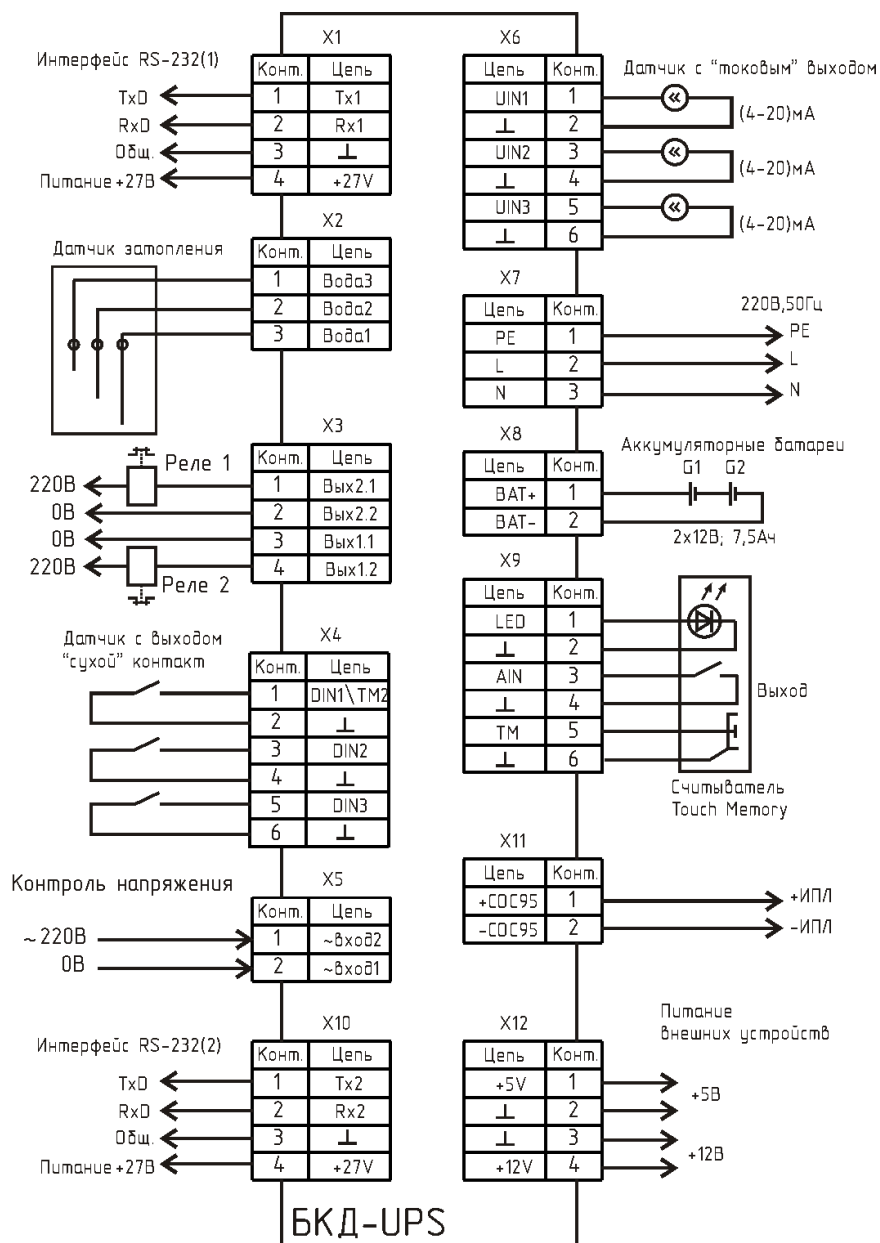 X1
Интерфейс RS-232(1)
Конт. Цепь
TxD 1 Tx1
RxD 2 Rx1
Общ. 3 ⊥
Питание +27В 4 +27V
X2
Датчик затопления
Конт. Цепь
1 Вода3
2 Вода2
3 Вода1
X3
Реле 1
Конт. Цепь
220В 1 Вых2.1
0В 2 Вых2.2
0В 3 Вых1.1
220В 4 Вых1.2
Реле 2
X4
Датчик с выходом
"сухой" контакт
Конт. Цепь
1 DIN1\TM2
2 ⊥
3 DIN2
4 ⊥
5 DIN3
6 ⊥
X5
Контроль напряжения
Конт. Цепь
~220В 1 ~вход2
0В 2 ~вход1
X10
Интерфейс RS-232(2)
Конт. Цепь
TxD 1 Tx2
RxD 2 Rx2
Общ. 3 ⊥
Питание +27В 4 +27V
X6
Датчик с "токовым" выходом
Цепь Конт.
UIN1 1
⊥ 2 (4-20)мА
UIN2 3
⊥ 4 (4-20)мА
UIN3 5
⊥ 6 (4-20)мА
X7
220В,50Гц
Цепь Конт.
PE 1 PE
L 2 L
N 3 N
X8
Аккумуляторные батареи
Цепь Конт. G1 G2
BAT+ 1
BAT- 2
2x12В; 7,5Ач
X9
Цепь Конт.
LED 1
⊥ 2
AIN 3
⊥ 4 Выход
TM 5
⊥ 6
Считыватель
Touch Memory
X11
Цепь Конт.
+СОС95 1 +ИПЛ
-СОС95 2 -ИПЛ
X12
Питание
внешних устройств
Цепь Конт.
+5V 1
⊥ 2 +5В
⊥ 3
+12V 4 +12В
БКД-UPS